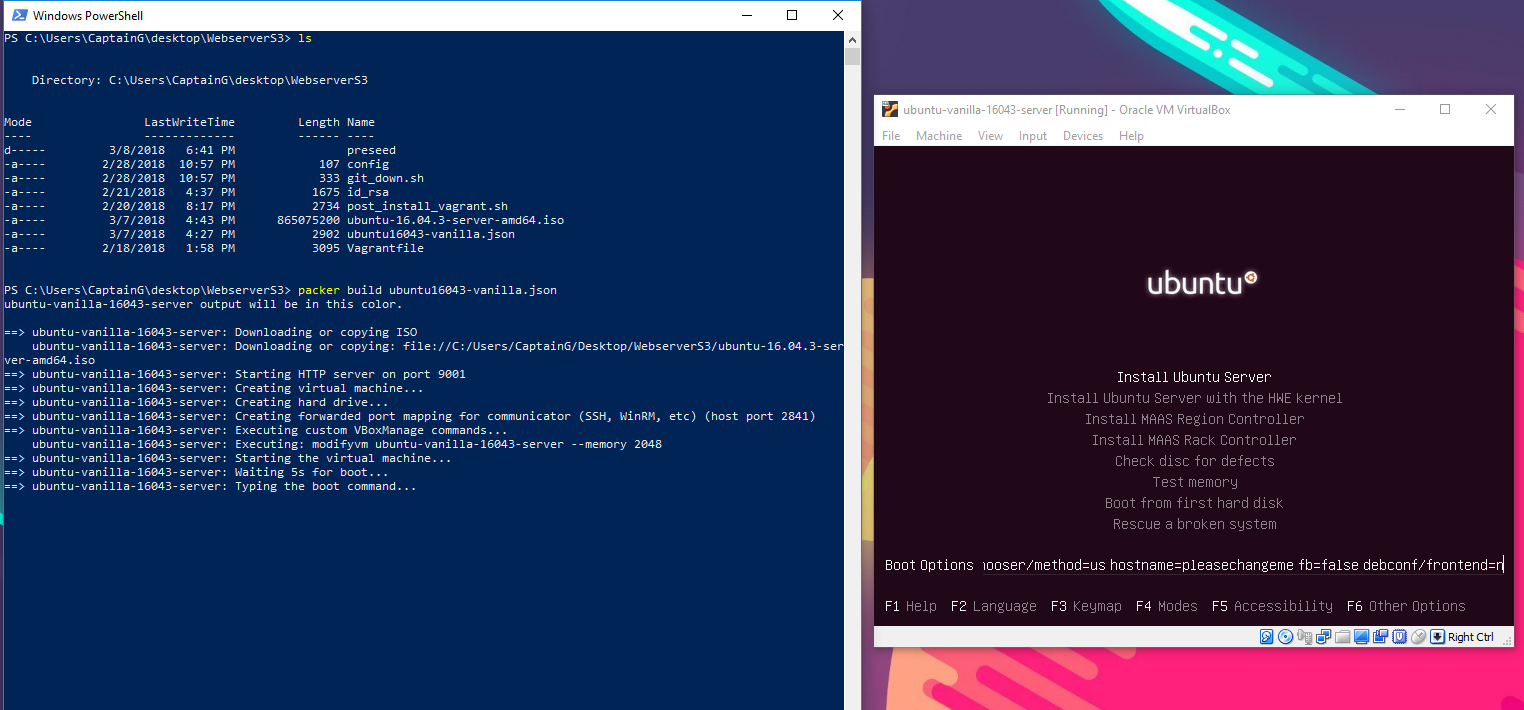 Windows PowerShell
PS C:\Users\CaptainG\desktop\WebserverS3> ls
Directory: C:\Users\CaptainG\desktop\WebserverS3
Mode LastWriteTime Length Name
---- ------------- ------ ----
d----- 3/8/2018 6:41 PM preseed
-a---- 2/28/2018 10:57 PM 107 config
-a---- 2/28/2018 10:57 PM 333 git_down.sh
-a---- 2/21/2018 4:37 PM 1675 id_rsa
-a---- 2/20/2018 8:17 PM 2734 post_install_vagrant.sh
-a---- 3/7/2018 4:43 PM 865075200 ubuntu-16.04.3-server-amd64.iso
-a---- 3/7/2018 4:27 PM 2902 ubuntu16043-vanilla.json
-a---- 2/18/2018 1:58 PM 3095 Vagrantfile
PS C:\Users\CaptainG\desktop\WebserverS3> packer build ubuntu16043-vanilla.json
ubuntu-vanilla-16043-server output will be in this color.
==> ubuntu-vanilla-16043-server: Downloading or copying ISO
ubuntu-vanilla-16043-server: Downloading or copying: file://C:/Users/CaptainG/Desktop/WebserverS3/ubuntu-16.04.3-ser
ver-amd64.iso
==> ubuntu-vanilla-16043-server: Starting HTTP server on port 9001
==> ubuntu-vanilla-16043-server: Creating virtual machine...
==> ubuntu-vanilla-16043-server: Creating hard drive...
==> ubuntu-vanilla-16043-server: Creating forwarded port mapping for communicator (SSH, WinRM, etc) (host port 2841)
==> ubuntu-vanilla-16043-server: Executing custom VBoxManage commands...
ubuntu-vanilla-16043-server: Executing: modifyvm ubuntu-vanilla-16043-server --memory 2048
==> ubuntu-vanilla-16043-server: Starting the virtual machine...
==> ubuntu-vanilla-16043-server: Waiting 5s for boot...
==> ubuntu-vanilla-16043-server: Typing the boot command...
ubuntu-vanilla-16043-server [Running] - Oracle VM VirtualBox
File Machine View Input Devices Help
ubuntu
Install Ubuntu Server
Install Ubuntu Server with the HWE kernel
Install MAAS Region Controller
Install MAAS Rack Controller
Check disc for defects
Test memory
Boot from first hard disk
Rescue a broken system
Boot Options ooser/method=us hostname=pleasechangeme fb=false debconf/frontend=n
F1 Help F2 Language F3 Keymap F4 Modes F5 Accessibility F6 Other Options
Right Ctrl